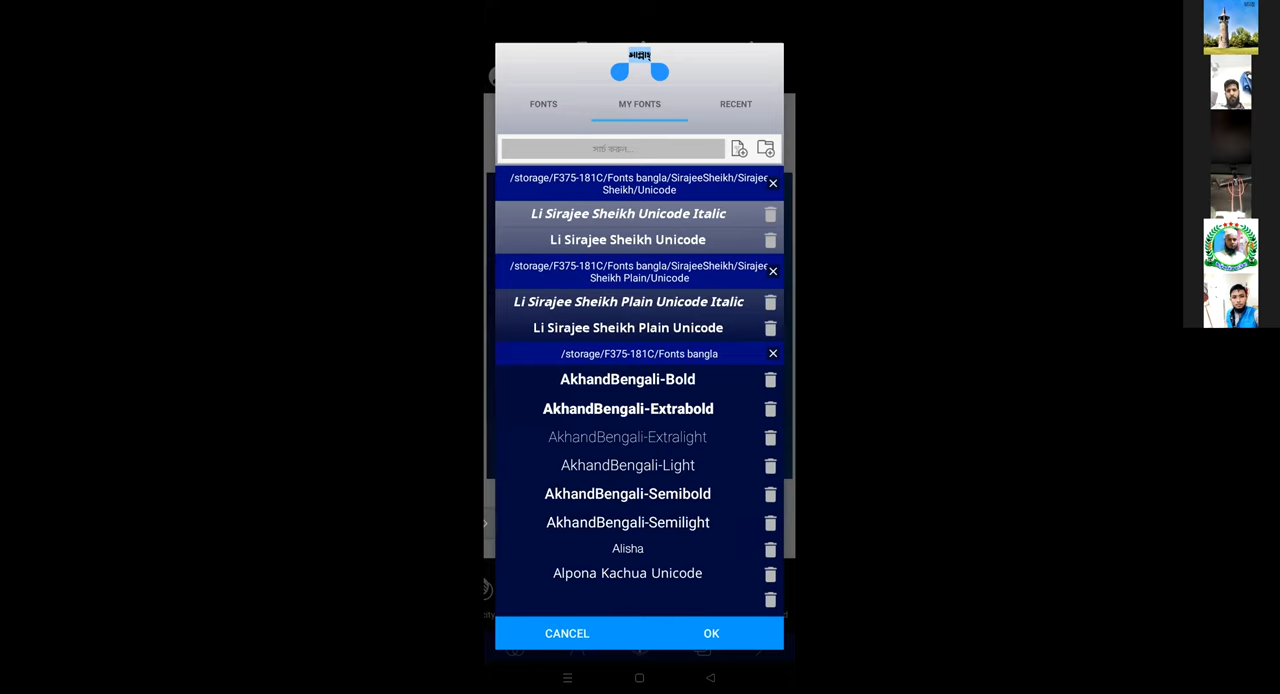 FONTS
MY FONTS
RECENT
সার্চ করুন...
/storage/F375-181C/Fonts bangla/SirajeeSheikh/Sirajee
Sheikh/Unicode
Li Sirajee Sheikh Unicode Italic
Li Sirajee Sheikh Unicode
/storage/F375-181C/Fonts bangla/SirajeeSheikh/Sirajee
Sheikh Plain/Unicode
Li Sirajee Sheikh Plain Unicode Italic
Li Sirajee Sheikh Plain Unicode
/storage/F375-181C/Fonts bangla
AkhandBengali-Bold
AkhandBengali-Extrabold
AkhandBengali-Extralight
AkhandBengali-Light
AkhandBengali-Semibold
AkhandBengali-Semilight
Alisha
Alpona Kachua Unicode
CANCEL
OK